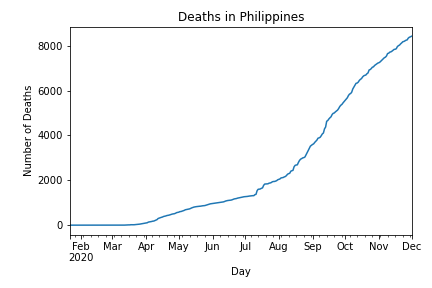 Deaths in Philippines
Number of Deaths
8000
6000
4000
2000
0
Feb Mar Apr May Jun Jul Aug Sep Oct Nov Dec
2020
Day